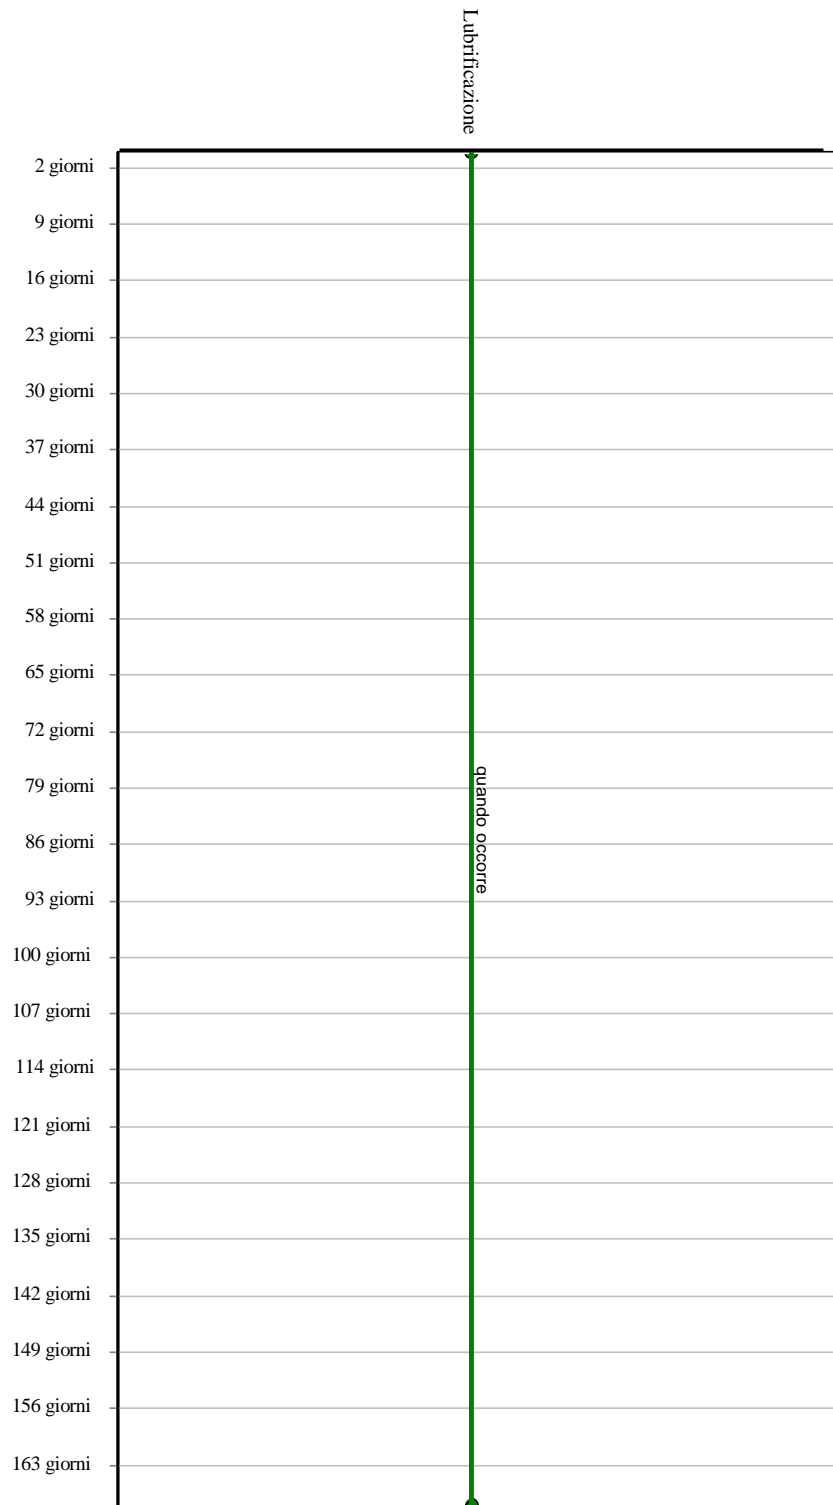 Lubrificazione
2 giorni
9 giorni
16 giorni
23 giorni
30 giorni
37 giorni
44 giorni
51 giorni
58 giorni
65 giorni
72 giorni
79 giorni
quando occorre
86 giorni
93 giorni
100 giorni
107 giorni
114 giorni
121 giorni
128 giorni
135 giorni
142 giorni
149 giorni
156 giorni
163 giorni